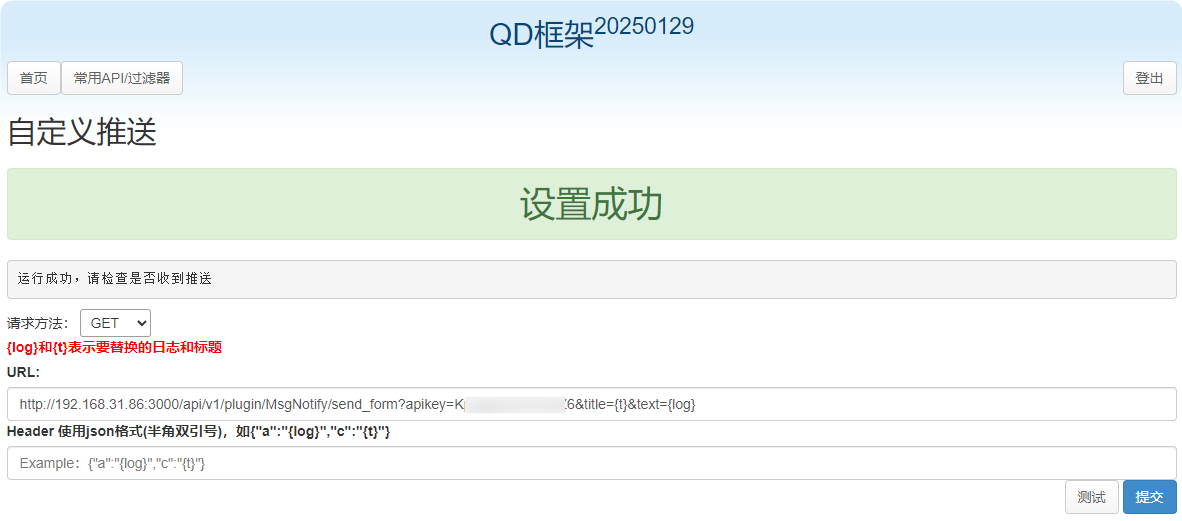 QD框架20250129
首页 常用API/过滤器 登出
自定义推送
设置成功
运行成功，请检查是否收到推送
请求方法： GET
{log}和{t}表示要替换的日志和标题
URL:
http://192.168.31.86:3000/api/v1/plugin/MsgNotify/send_form?apikey=K 6&title={t}&text={log}
Header 使用json格式(半角双引号)，如{"a":"{log}","c":"{t}"}
Example：{"a":"{log}","c":"{t}"}
测试 提交